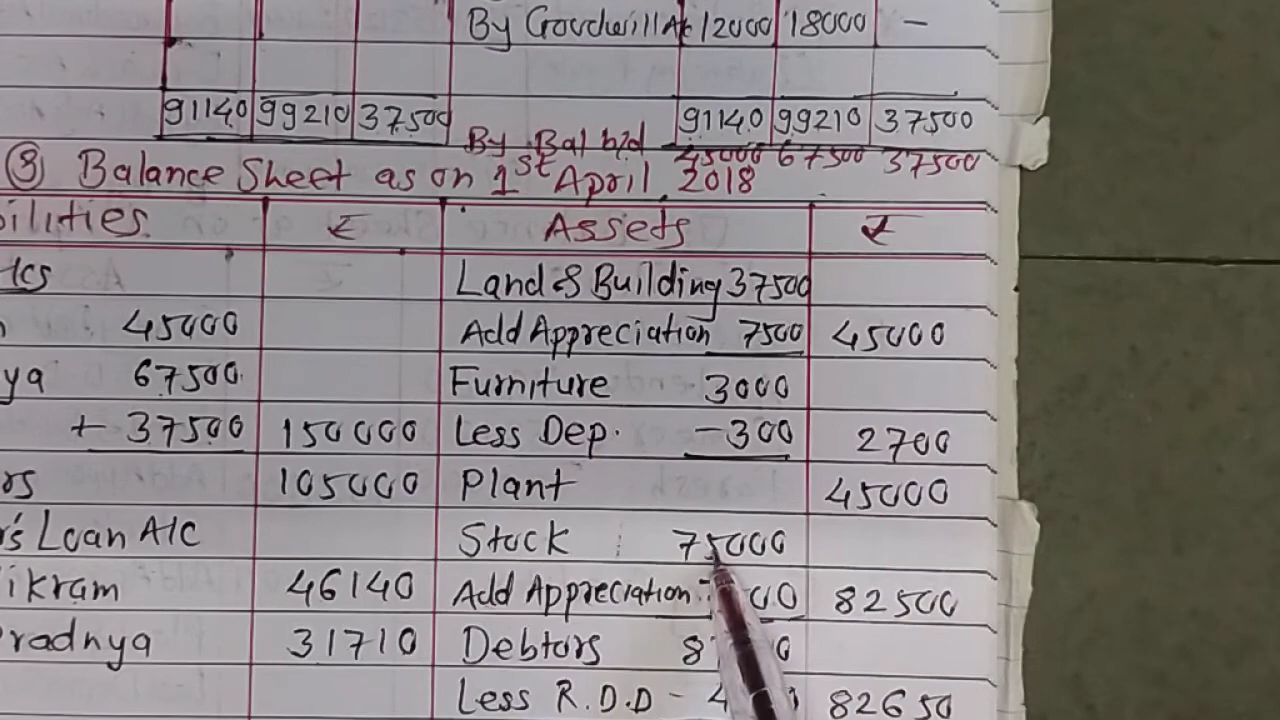 By Goodwill A/c 12000 18000 —
91140 99210 37500 91140 99210 37500
By Bal b/d 45000 67500 37500
③ Balance Sheet as on 1st April 2018
bilities ₹ Assets ₹
Land & Building 37500
45000 Add Appreciation 7500 45000
ya 67500 Furniture 3000
+ 37500 150000 Less Dep. -300 2700
rs 105000 Plant 45000
r's Loan A/C Stock 75000
ikram 46140 Add Appreciation 82500
radnya 31710 Debtors
Less R.D.D - 82650